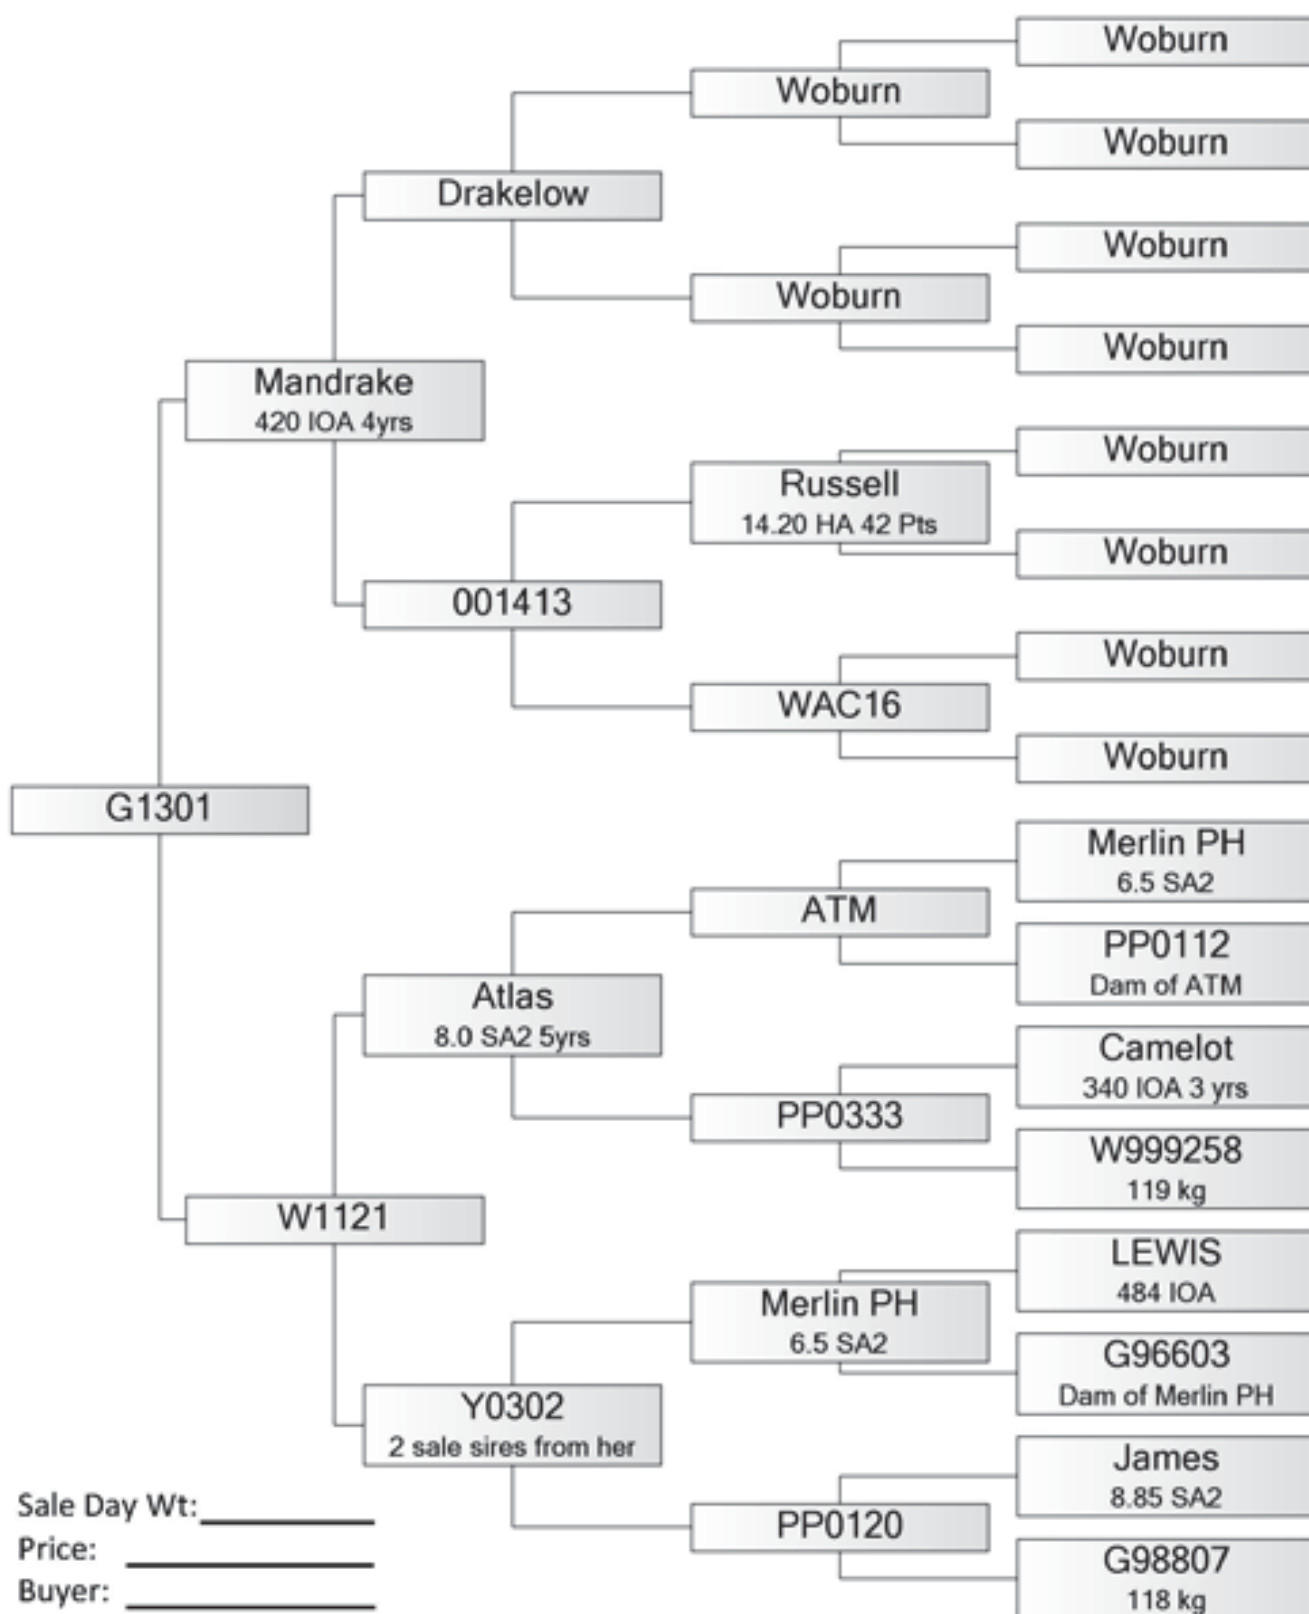 Woburn
Woburn
Woburn
Drakelow
Woburn
Woburn
Woburn
Mandrake
420 IOA 4yrs
Woburn
Russell
14.20 HA 42 Pts
Woburn
001413
Woburn
WAC16
Woburn
G1301
Merlin PH
6.5 SA2
ATM
PP0112
Dam of ATM
Atlas
8.0 SA2 5yrs
Camelot
340 IOA 3 yrs
PP0333
W999258
119 kg
W1121
LEWIS
484 IOA
Merlin PH
6.5 SA2
G96603
Dam of Merlin PH
Y0302
2 sale sires from her
James
8.85 SA2
PP0120
G98807
118 kg
Sale Day Wt:
Price:
Buyer: